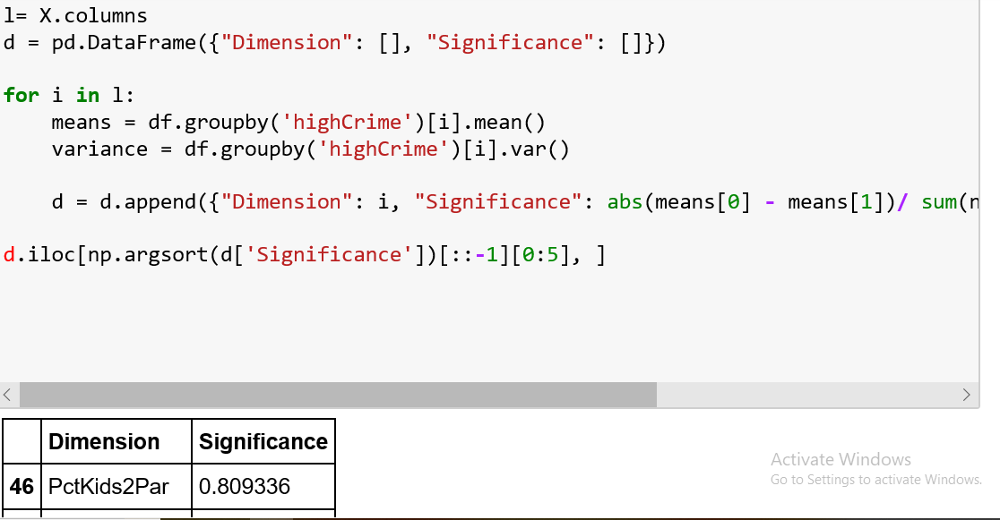 l= X.columns
d = pd.DataFrame({"Dimension": [], "Significance": []})
for i in l:
    means = df.groupby('highCrime')[i].mean()
    variance = df.groupby('highCrime')[i].var()
    d = d.append({"Dimension": i, "Significance": abs(means[0] - means[1])/ sum(
d.iloc[np.argsort(d['Significance'])[::-1][0:5], ]
Dimension Significance
46 PctKids2Par 0.809336
Activate Windows
Go to Settings to activate Windows.